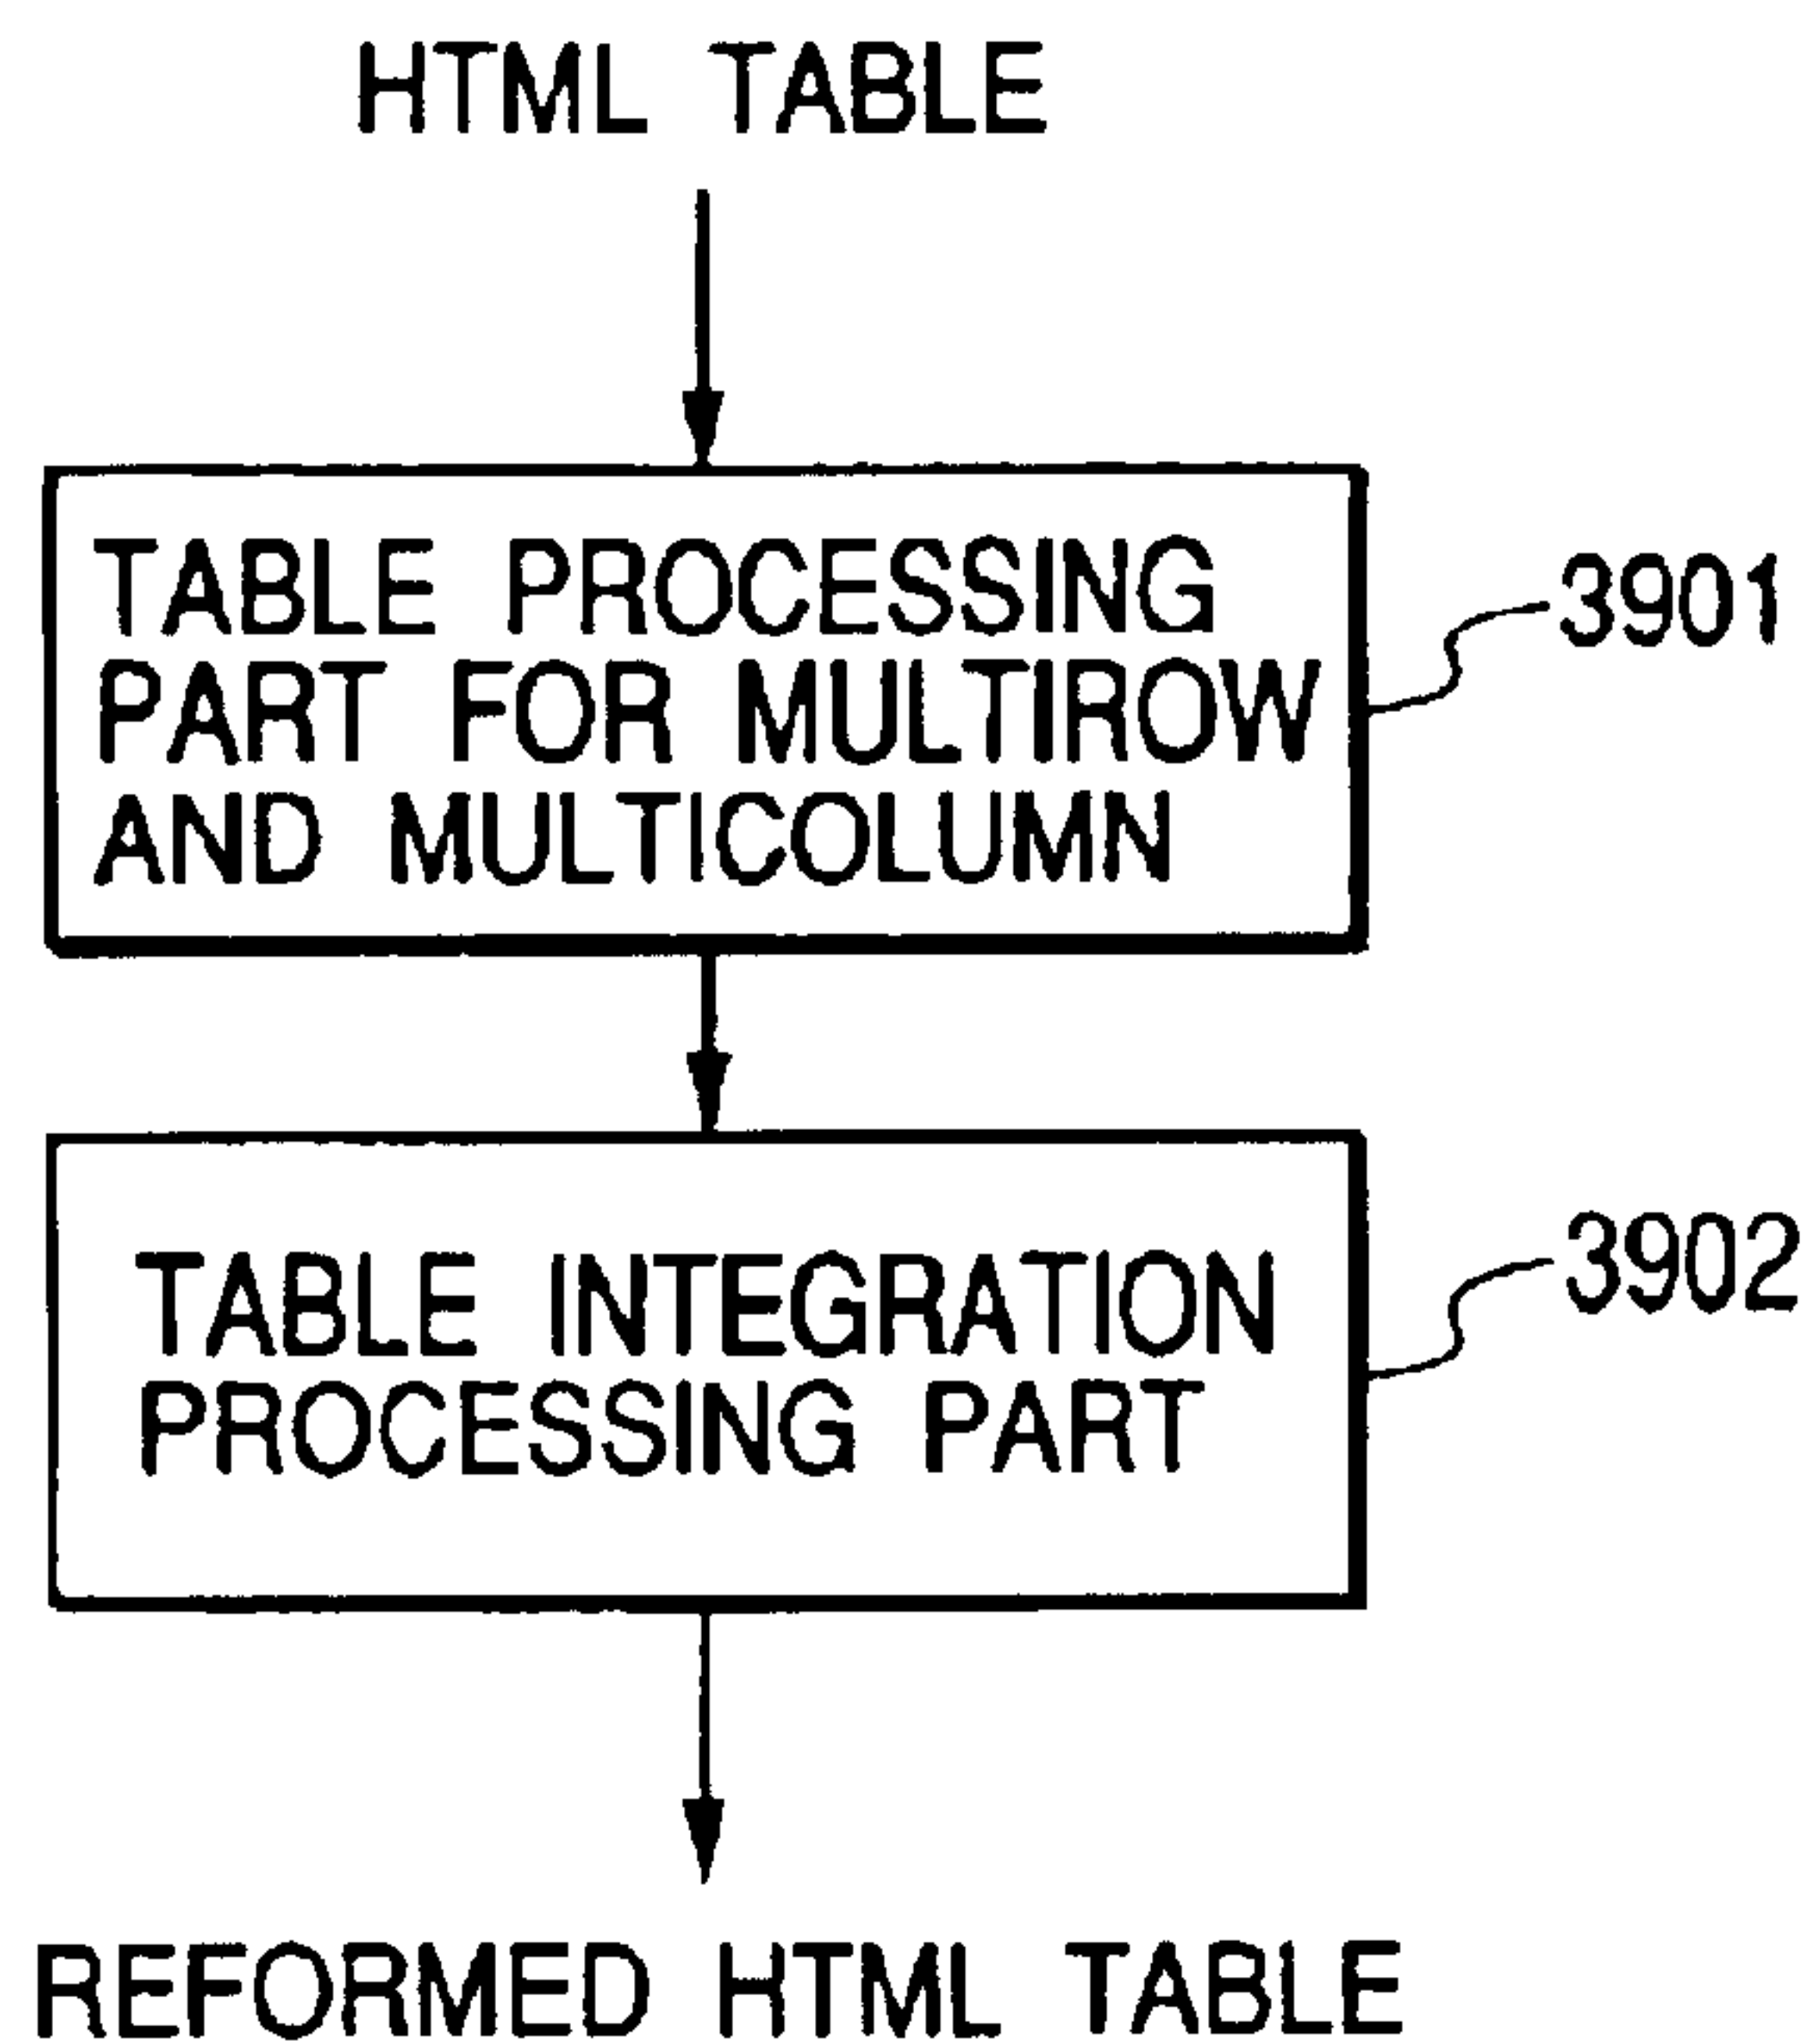 HTML TABLE
TABLE PROCESSING
PART FOR MULTIROW
AND MULTICOLUMN
3901
TABLE INTEGRATION
PROCESSING PART
3902
REFORMED HTML TABLE